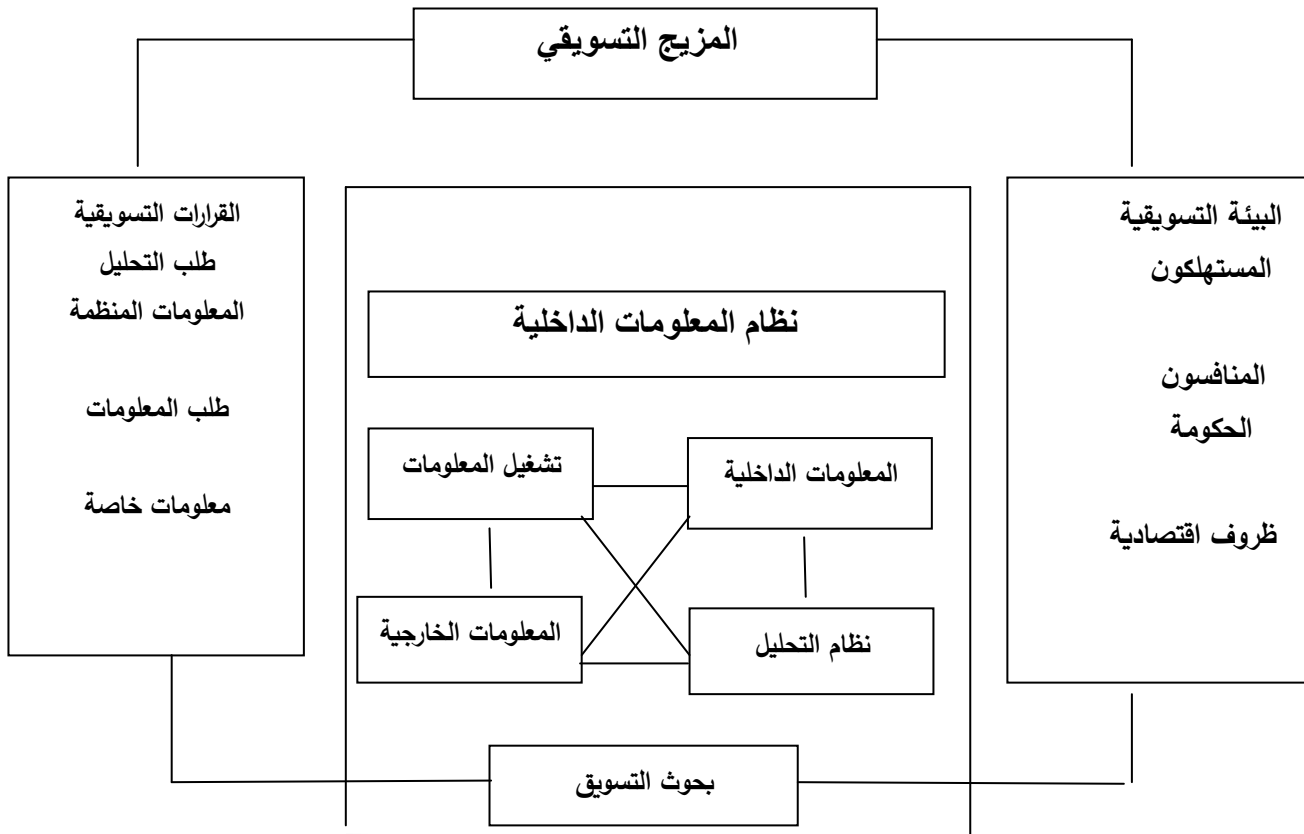 المزيج التسويقي
البيئة التسويقية
المستهلكون
المنافسون
الحكومة
ظروف اقتصادية
نظام المعلومات الداخلية
المعلومات الداخلية
تشغيل المعلومات
نظام التحليل
المعلومات الخارجية
بحوث التسويق
القرارات التسويقية
طلب التحليل
المعلومات المنظمة
طلب المعلومات
معلومات خاصة